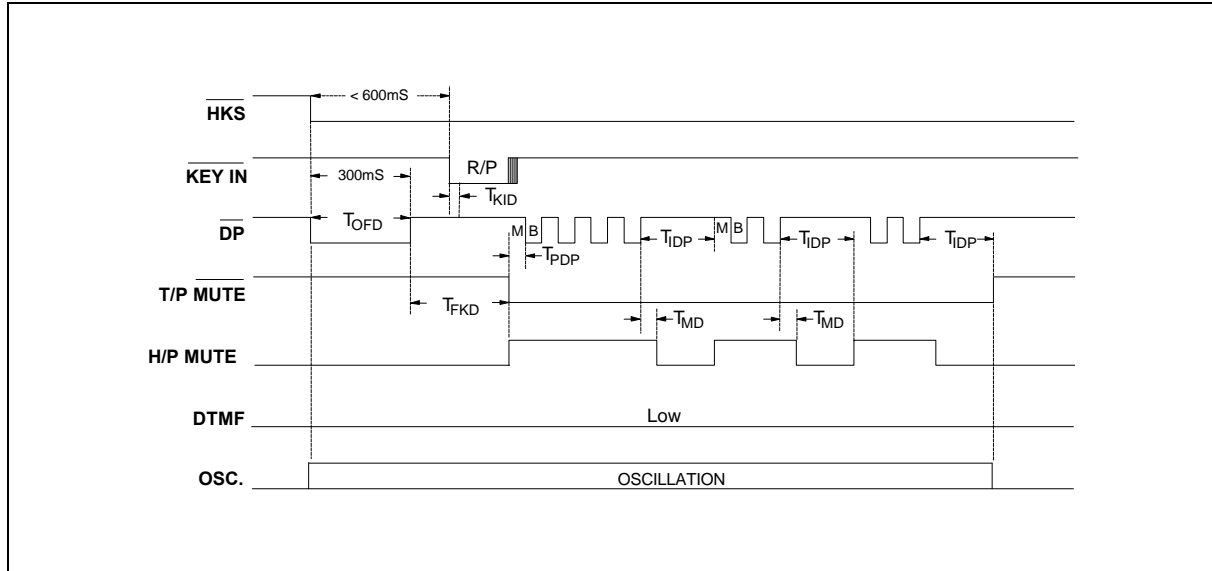 < 600mS
HKS
KEY IN
R/P
300mS
TKID
DP
TOFD
M B
TIDP
M B
TIDP
TIDP
TPDP
T/P MUTE
TFKD
TMD
TMD
H/P MUTE
DTMF
Low
OSC.
OSCILLATION